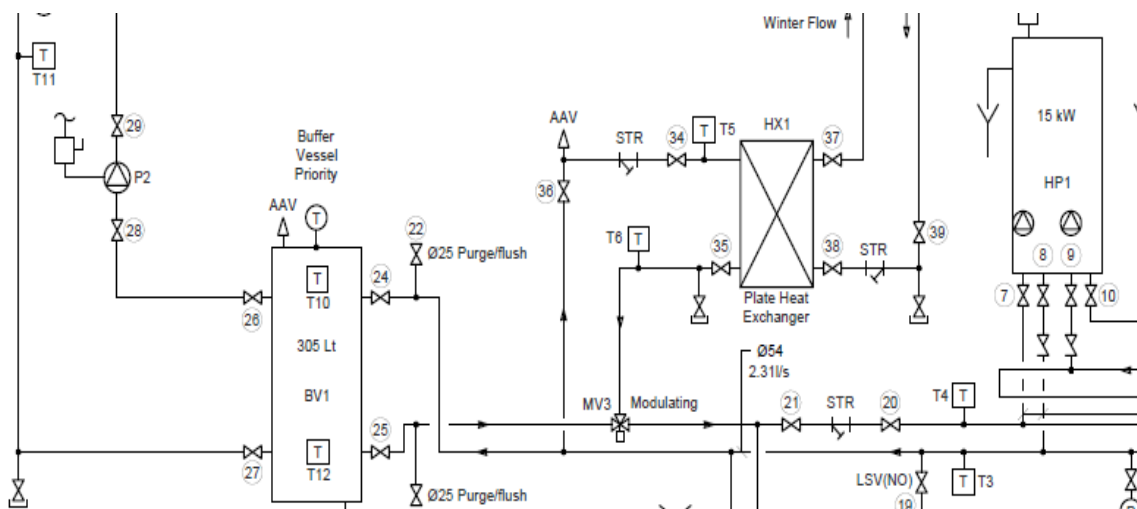 Winter Flow
T
T11
29
P2
28
Buffer
Vessel
Priority
AAV
T
22
Ø25 Purge/flush
T
T10
24
26
305 Lt
BV1
25
27
T
T12
Ø25 Purge/flush
AAV
STR
34
T
T5
HX1
37
36
T6
T
35
38
STR
39
Plate Heat
Exchanger
Ø54
2.31l/s
MV3
Modulating
21
STR
20
T4
T
LSV(NO)
19
T
T3
15 kW
HP1
7
8
9
10